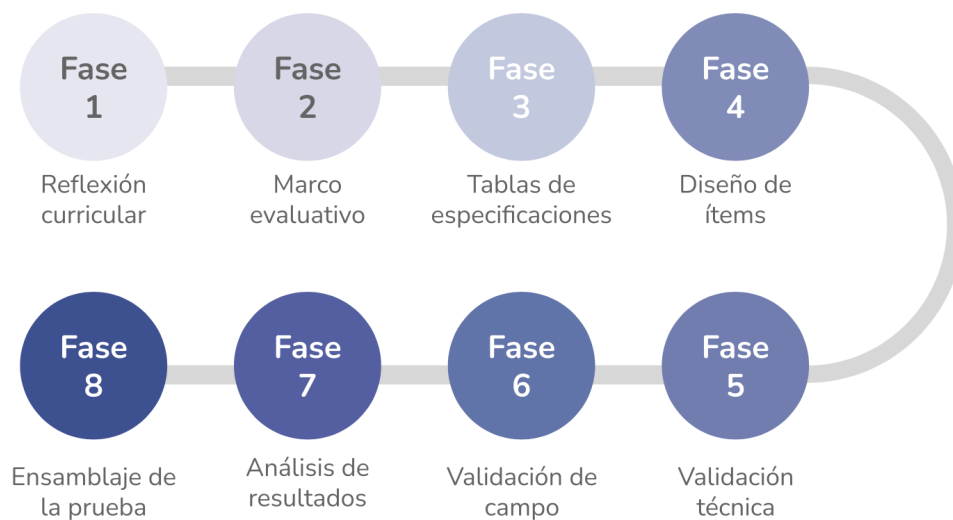 Fase
1
Reflexión
curricular
Fase
2
Marco
evaluativo
Fase
3
Tablas de
especificaciones
Fase
4
Diseño de
ítems
Fase
5
Validación
técnica
Fase
6
Validación de
campo
Fase
7
Análisis de
resultados
Fase
8
Ensamblaje de
la prueba